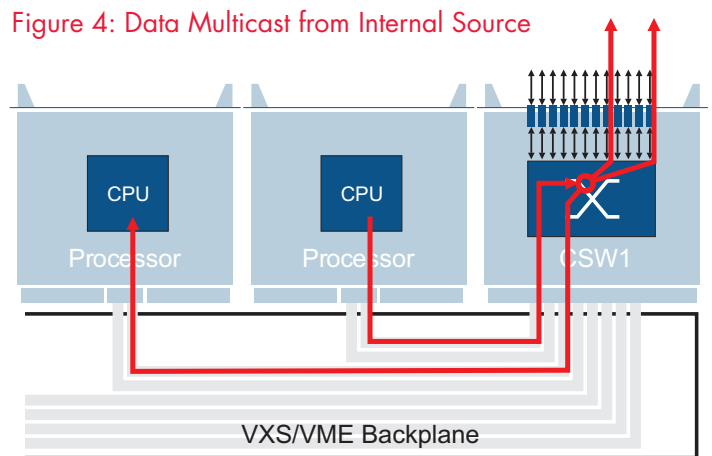 Figure 4: Data Multicast from Internal Source
CPU
CPU
Processor
Processor
CSW1
VXS/VME Backplane